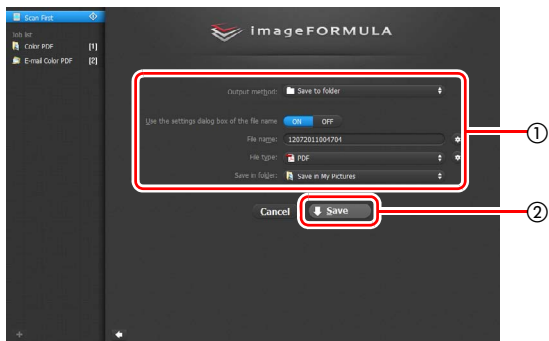 Scan First
Job list
Color PDF [1]
E-mail Color PDF [2]
imageFORMULA
Output method: Save to folder
Use the settings dialog box of the file name ON OFF
File name: 12072011004704
File type: PDF
Save in folder: Save in My Pictures
①
Cancel Save
②